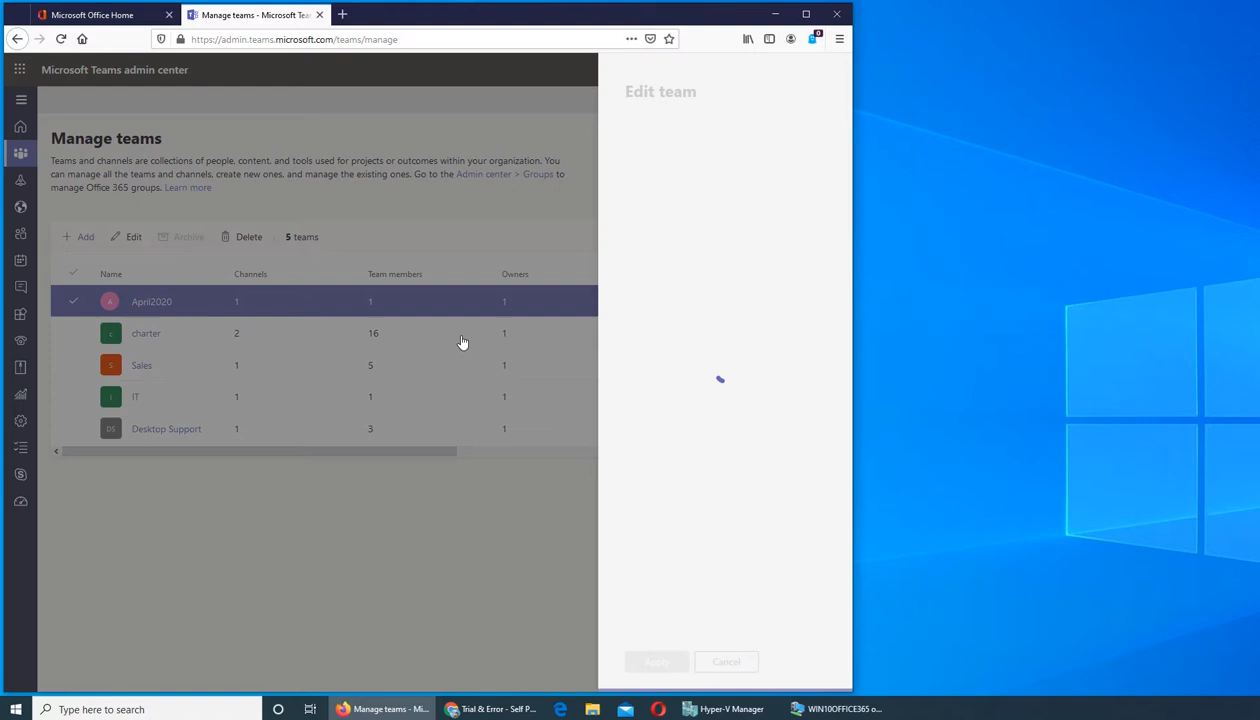 Microsoft Office Home
Manage teams - Microsoft Tea
https://admin.teams.microsoft.com/teams/manage
0
Microsoft Teams admin center
Edit team
Manage teams
Teams and channels are collections of people, content, and tools used for projects or outcomes within your organization. You
can manage all the teams and channels, create new ones, and manage the existing ones. Go to the Admin center > Groups to
manage Office 365 groups. Learn more
Add Edit Archive Delete 5 teams
Name Channels Team members Owners
A April2020 1 1 1
c charter 2 16 1
S Sales 1 5 1
I IT 1 1 1
DS Desktop Support 1 3 1
Apply Cancel
Type here to search
Manage teams - Mi...
Trial & Error - Self P...
Hyper-V Manager
WIN10OFFICE365 o...